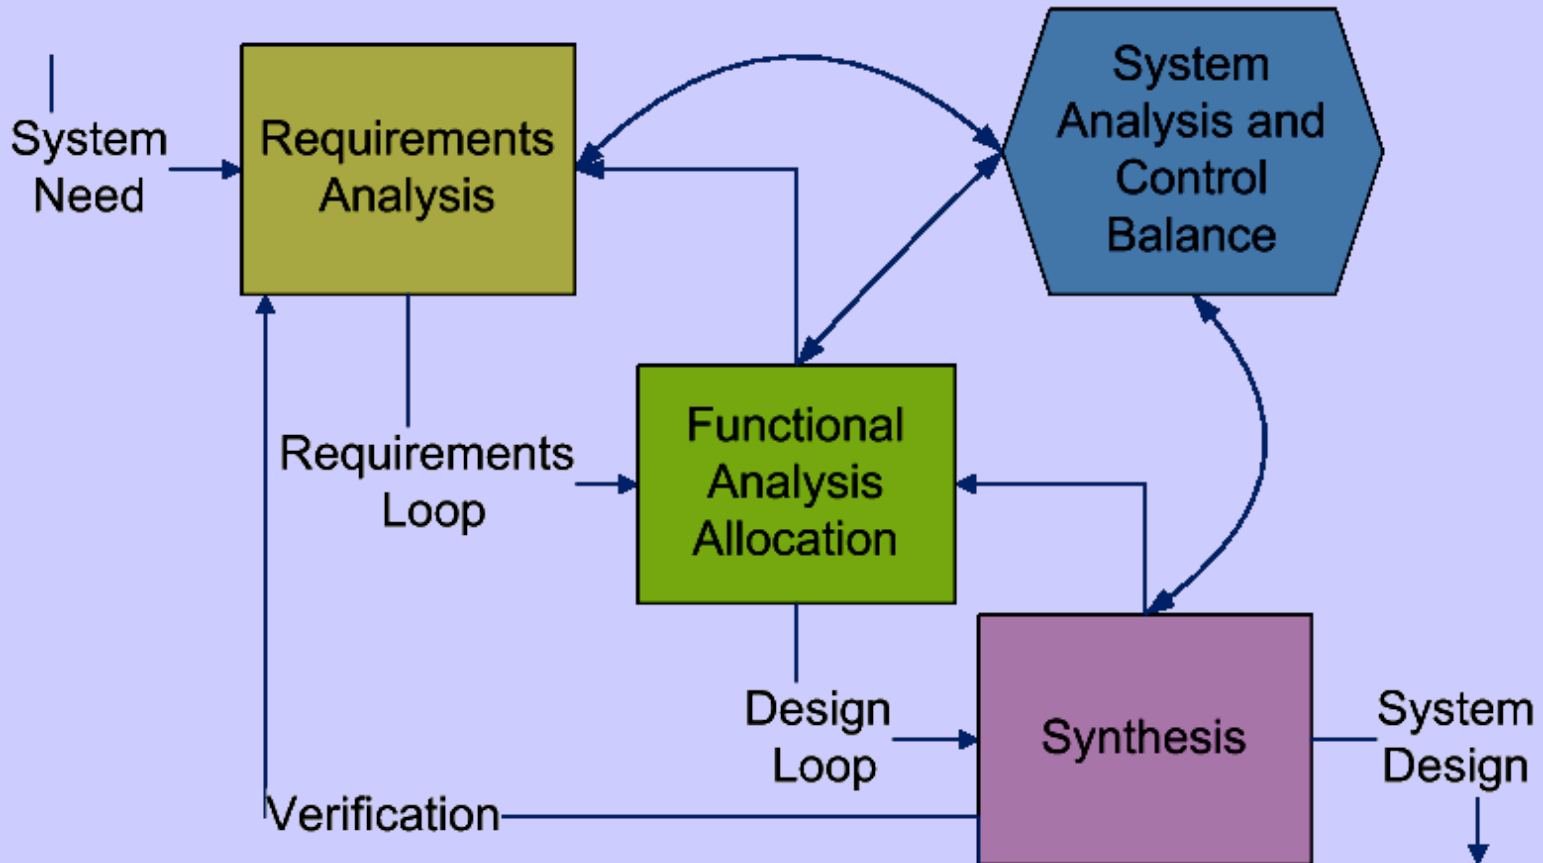 System
Need
Requirements
Analysis
System
Analysis and
Control
Balance
Requirements
Loop
Functional
Analysis
Allocation
Design
Loop
Synthesis
System
Design
Verification